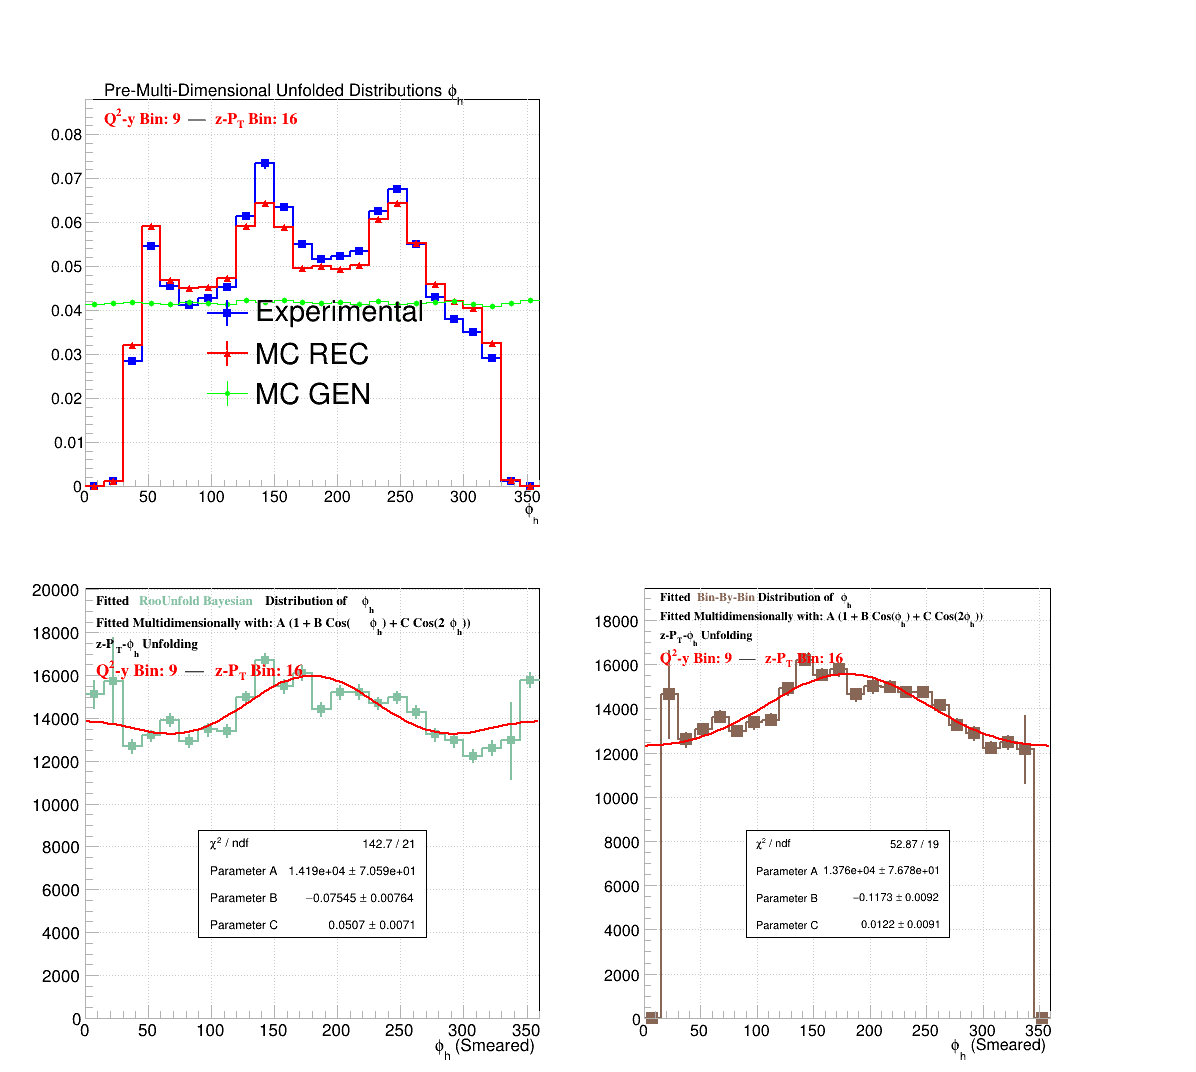 Pre-Multi-Dimensional Unfolded Distributions ϕh
Q2-y Bin: 9 — z-PT Bin: 16
0.08
0.07
0.06
0.05
0.04
0.03
0.02
0.01
0
Experimental
MC REC
MC GEN
0 50 100 150 200 250 300 350
ϕh
20000
18000
16000
14000
12000
10000
8000
6000
4000
2000
0
Fitted RooUnfold Bayesian Distribution of ϕh
Fitted Multidimensionally with: A (1 + B Cos( ϕh) + C Cos(2 ϕh))
z-PT-ϕh Unfolding
Q2-y Bin: 9 — z-PT Bin: 16
χ2 / ndf 142.7 / 21
Parameter A 1.419e+04 ± 7.059e+01
Parameter B −0.07545 ± 0.00764
Parameter C 0.0507 ± 0.0071
0 50 100 150 200 250 300 350
ϕh (Smeared)
18000
16000
14000
12000
10000
8000
6000
4000
2000
0
Fitted Bin-By-Bin Distribution of ϕh
Fitted Multidimensionally with: A (1 + B Cos(ϕh) + C Cos(2ϕh))
z-PT-ϕh Unfolding
Q2-y Bin: 9 — z-PT Bin: 16
χ2 / ndf 52.87 / 19
Parameter A 1.376e+04 ± 7.678e+01
Parameter B −0.1173 ± 0.0092
Parameter C 0.0122 ± 0.0091
0 50 100 150 200 250 300 350
ϕh (Smeared)